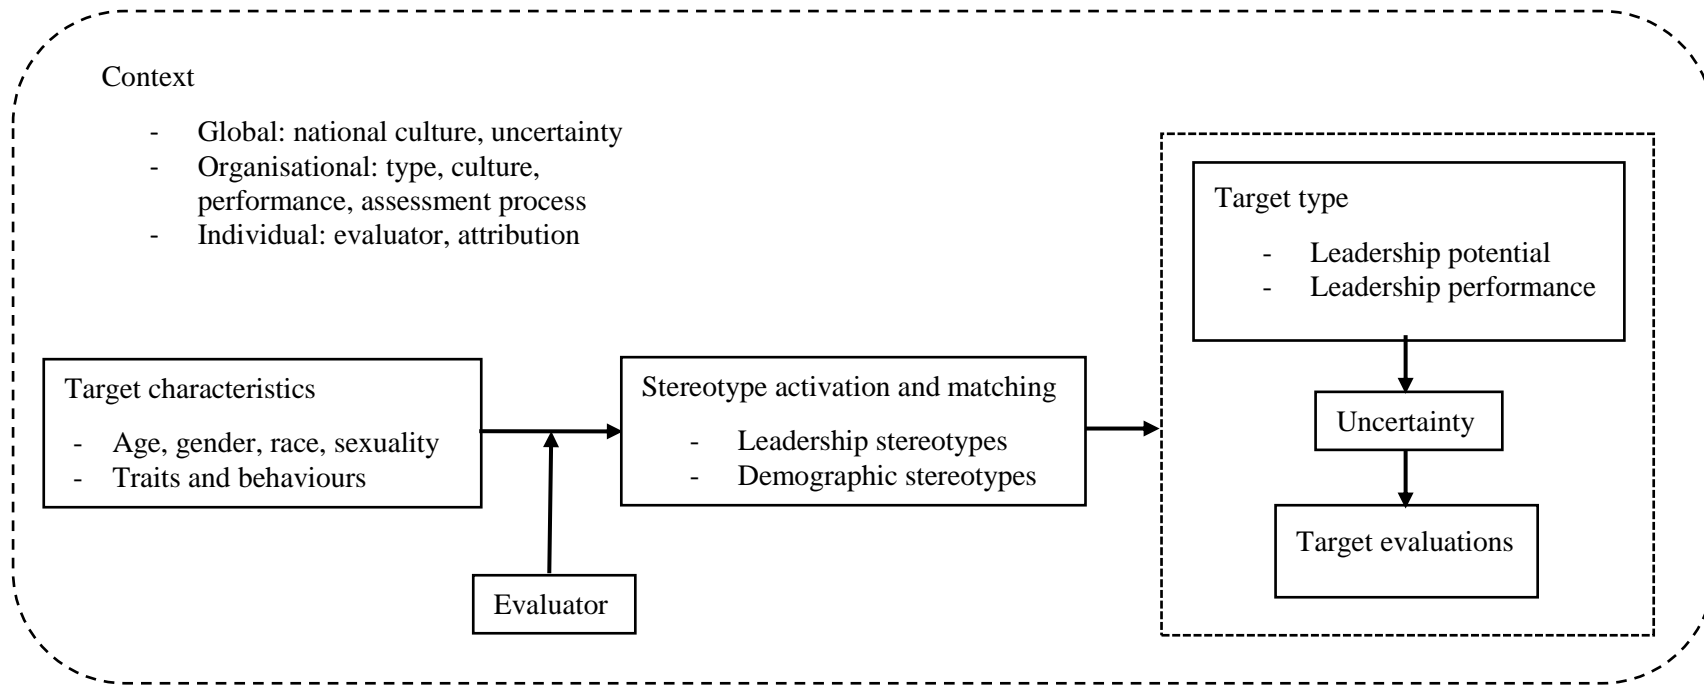 Context
- Global: national culture, uncertainty
- Organisational: type, culture,
performance, assessment process
- Individual: evaluator, attribution
Target type
- Leadership potential
- Leadership performance
Target characteristics
- Age, gender, race, sexuality
- Traits and behaviours
Stereotype activation and matching
- Leadership stereotypes
- Demographic stereotypes
Uncertainty
Target evaluations
Evaluator